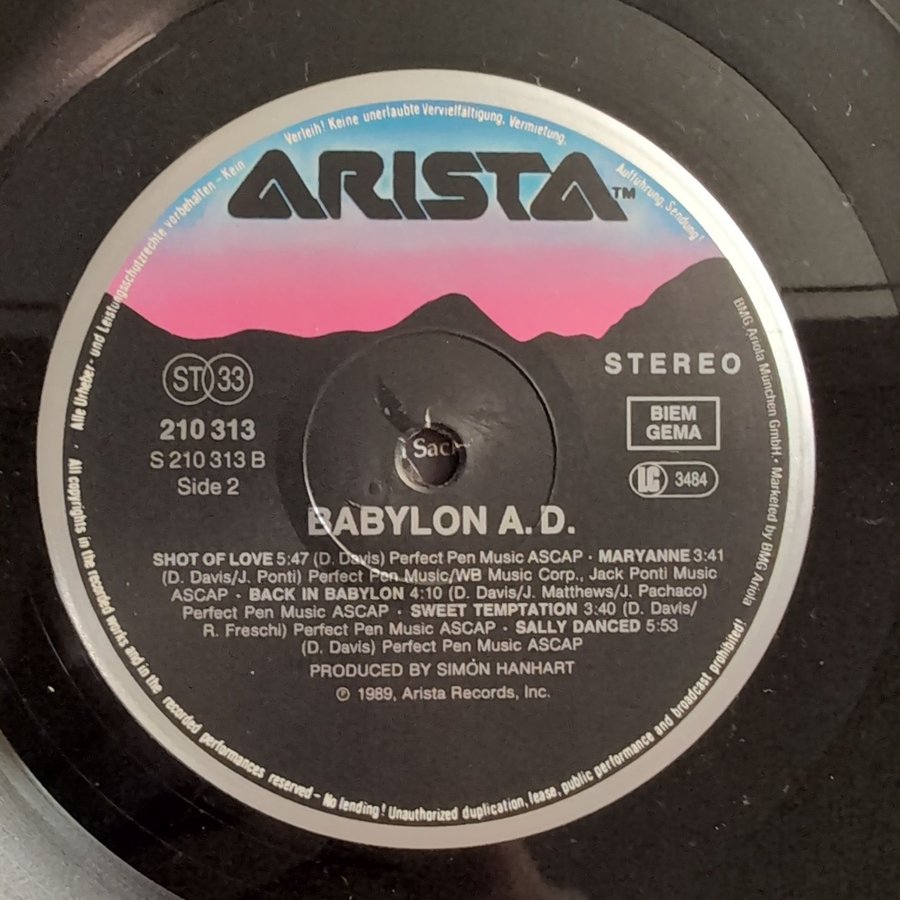 Alle Urheber- und Leistungsschutzrechte vorbehalten – Kein Verleih! Keine unerlaubte Vervielfältigung, Vermietung, Aufführung, Sendung!
ARISTA™
ST 33
STEREO
210 313
BIEM
GEMA
S 210 313 B
LC 3484
Side 2
Sach
BABYLON A.D.
SHOT OF LOVE 5:47 (D. Davis) Perfect Pen Music ASCAP · MARYANNE 3:41
(D. Davis/J. Ponti) Perfect Pen Music/WB Music Corp., Jack Ponti Music
ASCAP · BACK IN BABYLON 4:10 (D. Davis/J. Matthews/J. Pachaco)
Perfect Pen Music ASCAP · SWEET TEMPTATION 3:40 (D. Davis/
R. Freschi) Perfect Pen Music ASCAP · SALLY DANCED 5:53
(D. Davis) Perfect Pen Music ASCAP
PRODUCED BY SIMON HANHART
℗ 1989, Arista Records, Inc.
BMG Ariola München GmbH. · Marketed by BMG Ariola
All copyrights in the recorded works and in the recorded performances reserved – No lending! Unauthorized duplication, lease, public performance and broadcast prohibited!